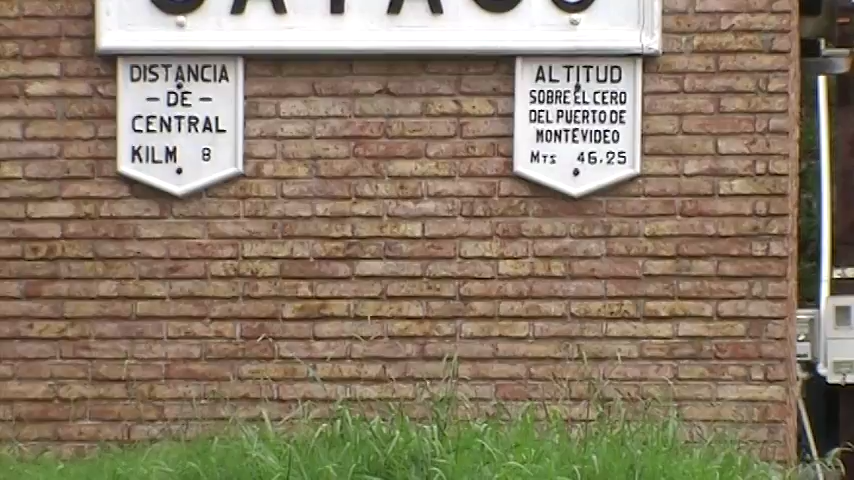 DISTANCIA
- DE -
CENTRAL
KILM 8
ALTITUD
SOBRE EL CERO
DEL PUERTO DE
MONTEVIDEO
MTS 46,25